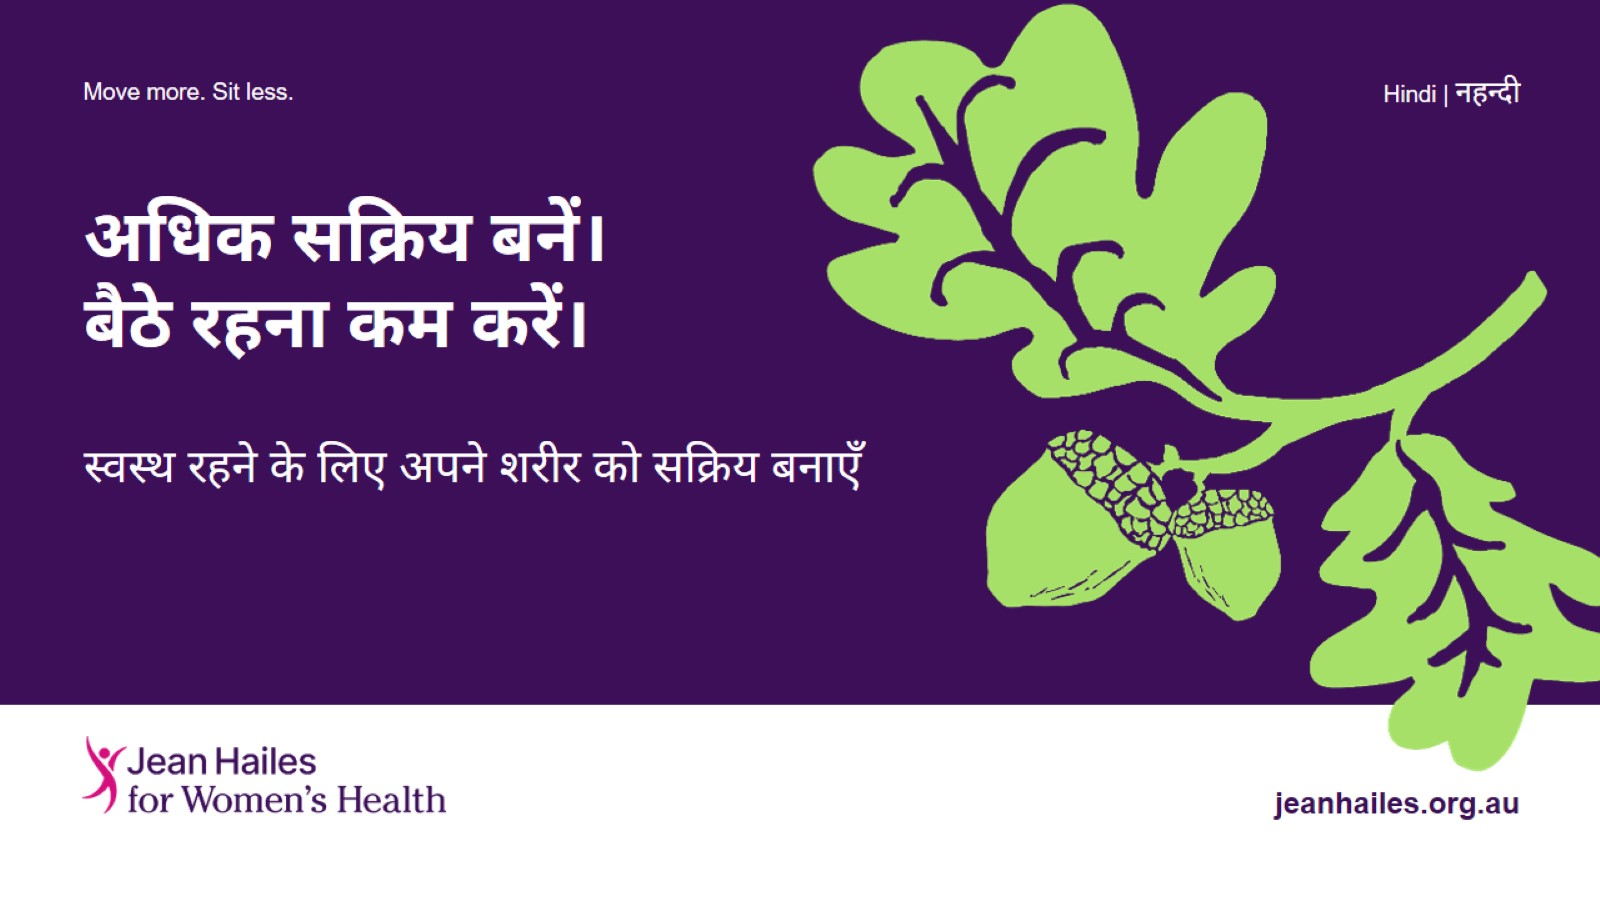 Move more. Sit less.
Hindi | नहन्दी
अधिक सक्रिय बनें।
बैठे रहना कम करें।
स्वस्थ रहने के लिए अपने शरीर को सक्रिय बनाएँ
Jean Hailes
for Women's Health
jeanhailes.org.au